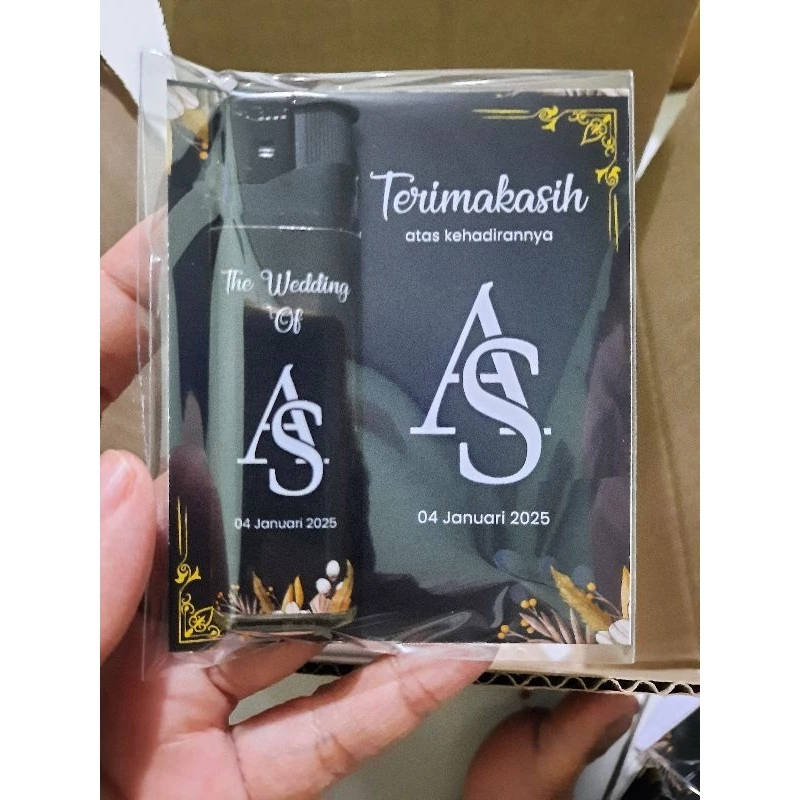 The Wedding
Of
AS
04 Januari 2025
Terimakasih
atas kehadirannya
AS
04 Januari 2025